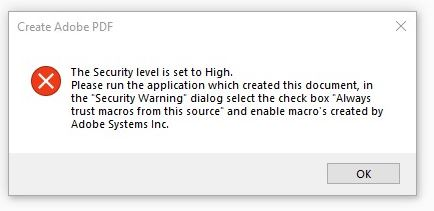 Create Adobe PDF
The Security level is set to High.
Please run the application which created this document, in
the "Security Warning" dialog select the check box "Always
trust macros from this source" and enable macro's created by
Adobe Systems Inc.
OK